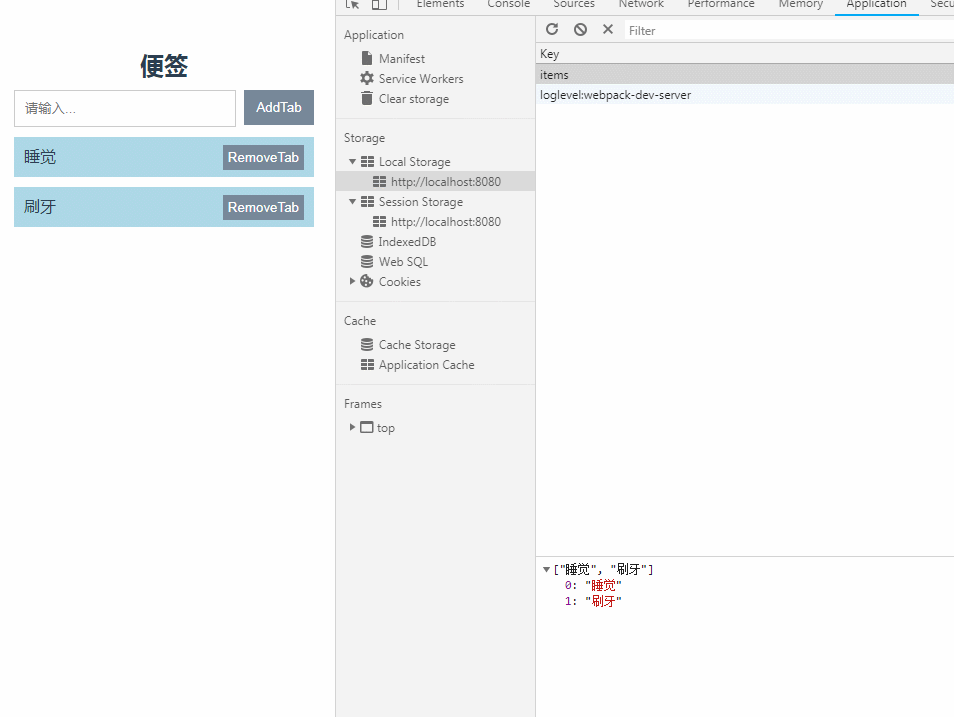 便签
请输入...
AddTab
睡觉
RemoveTab
刷牙
RemoveTab
Elements Console Sources Network Performance Memory Application
Application
Manifest
Service Workers
Clear storage
Storage
Local Storage
http://localhost:8080
Session Storage
http://localhost:8080
IndexedDB
Web SQL
Cookies
Cache
Cache Storage
Application Cache
Frames
top
Filter
Key
items
loglevel:webpack-dev-server
["睡觉", "刷牙"]
0: "睡觉"
1: "刷牙"